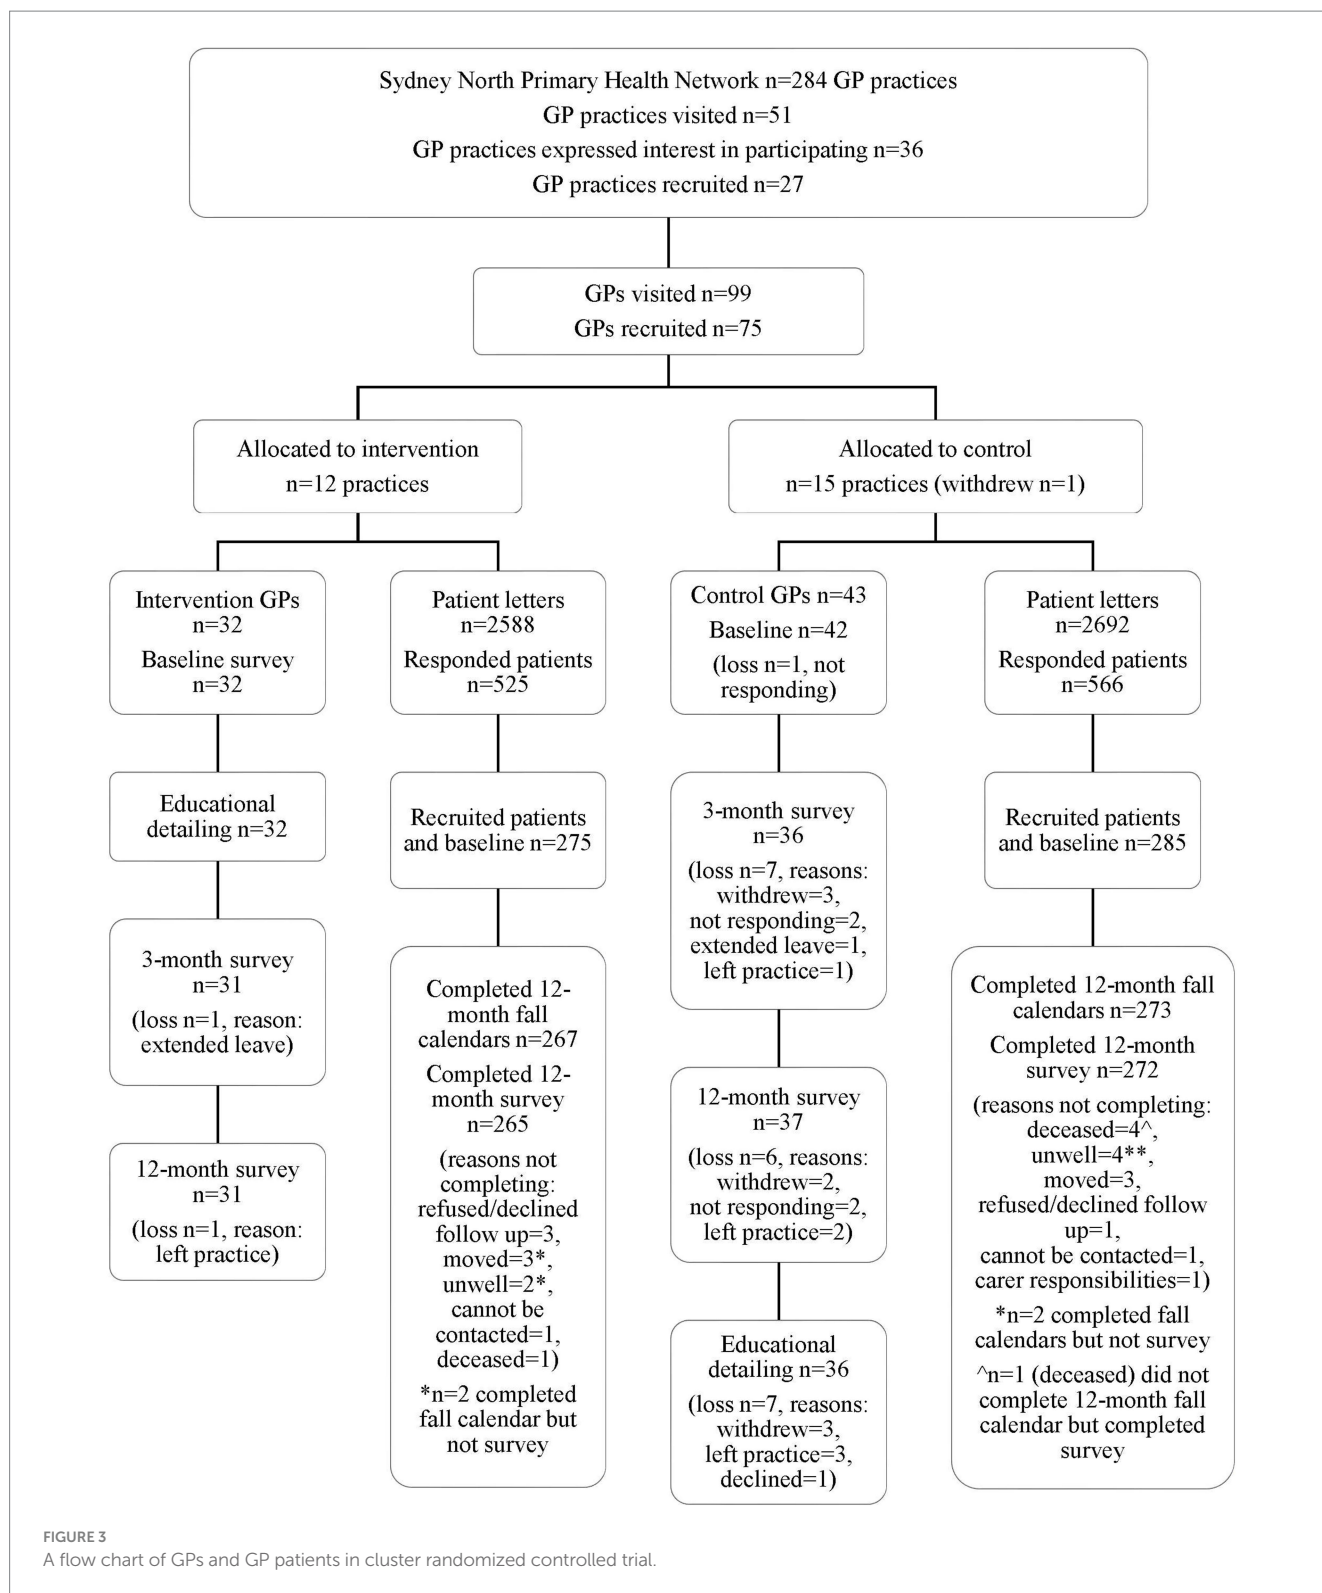 Sydney North Primary Health Network n=284 GP practices
GP practices visited n=51
GP practices expressed interest in participating n=36
GP practices recruited n=27
GPs visited n=99
GPs recruited n=75
Allocated to intervention
n=12 practices
Allocated to control
n=15 practices (withdrew n=1)
Intervention GPs
n=32
Baseline survey
n=32
Patient letters
n=2588
Responded patients
n=525
Control GPs n=43
Baseline n=42
(loss n=1, not
responding)
Patient letters
n=2692
Responded patients
n=566
Educational
detailing n=32
Recruited patients
and baseline n=275
3-month survey
n=36
(loss n=7, reasons:
withdrew=3,
not responding=2,
extended leave=1,
left practice=1)
Recruited patients
and baseline n=285
3-month survey
n=31
(loss n=1, reason:
extended leave)
Completed 12-
month fall
calendars n=267
Completed 12-
month survey
n=265
(reasons not
completing:
refused/declined
follow up=3,
moved=3*,
unwell=2*,
cannot be
contacted=1,
deceased=1)
*n=2 completed
fall calendar but
not survey
12-month survey
n=37
(loss n=6, reasons:
withdrew=2,
not responding=2,
left practice=2)
Completed 12-month fall
calendars n=273
Completed 12-month
survey n=272
(reasons not completing:
deceased=4^,
unwell=4**,
moved=3,
refused/declined follow
up=1,
cannot be contacted=1,
carer responsibilities=1)
*n=2 completed fall
calendars but not survey
^n=1 (deceased) did not
complete 12-month fall
calendar but completed
survey
12-month survey
n=31
(loss n=1, reason:
left practice)
Educational
detailing n=36
(loss n=7, reasons:
withdrew=3,
left practice=3,
declined=1)
FIGURE 3
A flow chart of GPs and GP patients in cluster randomized controlled trial.